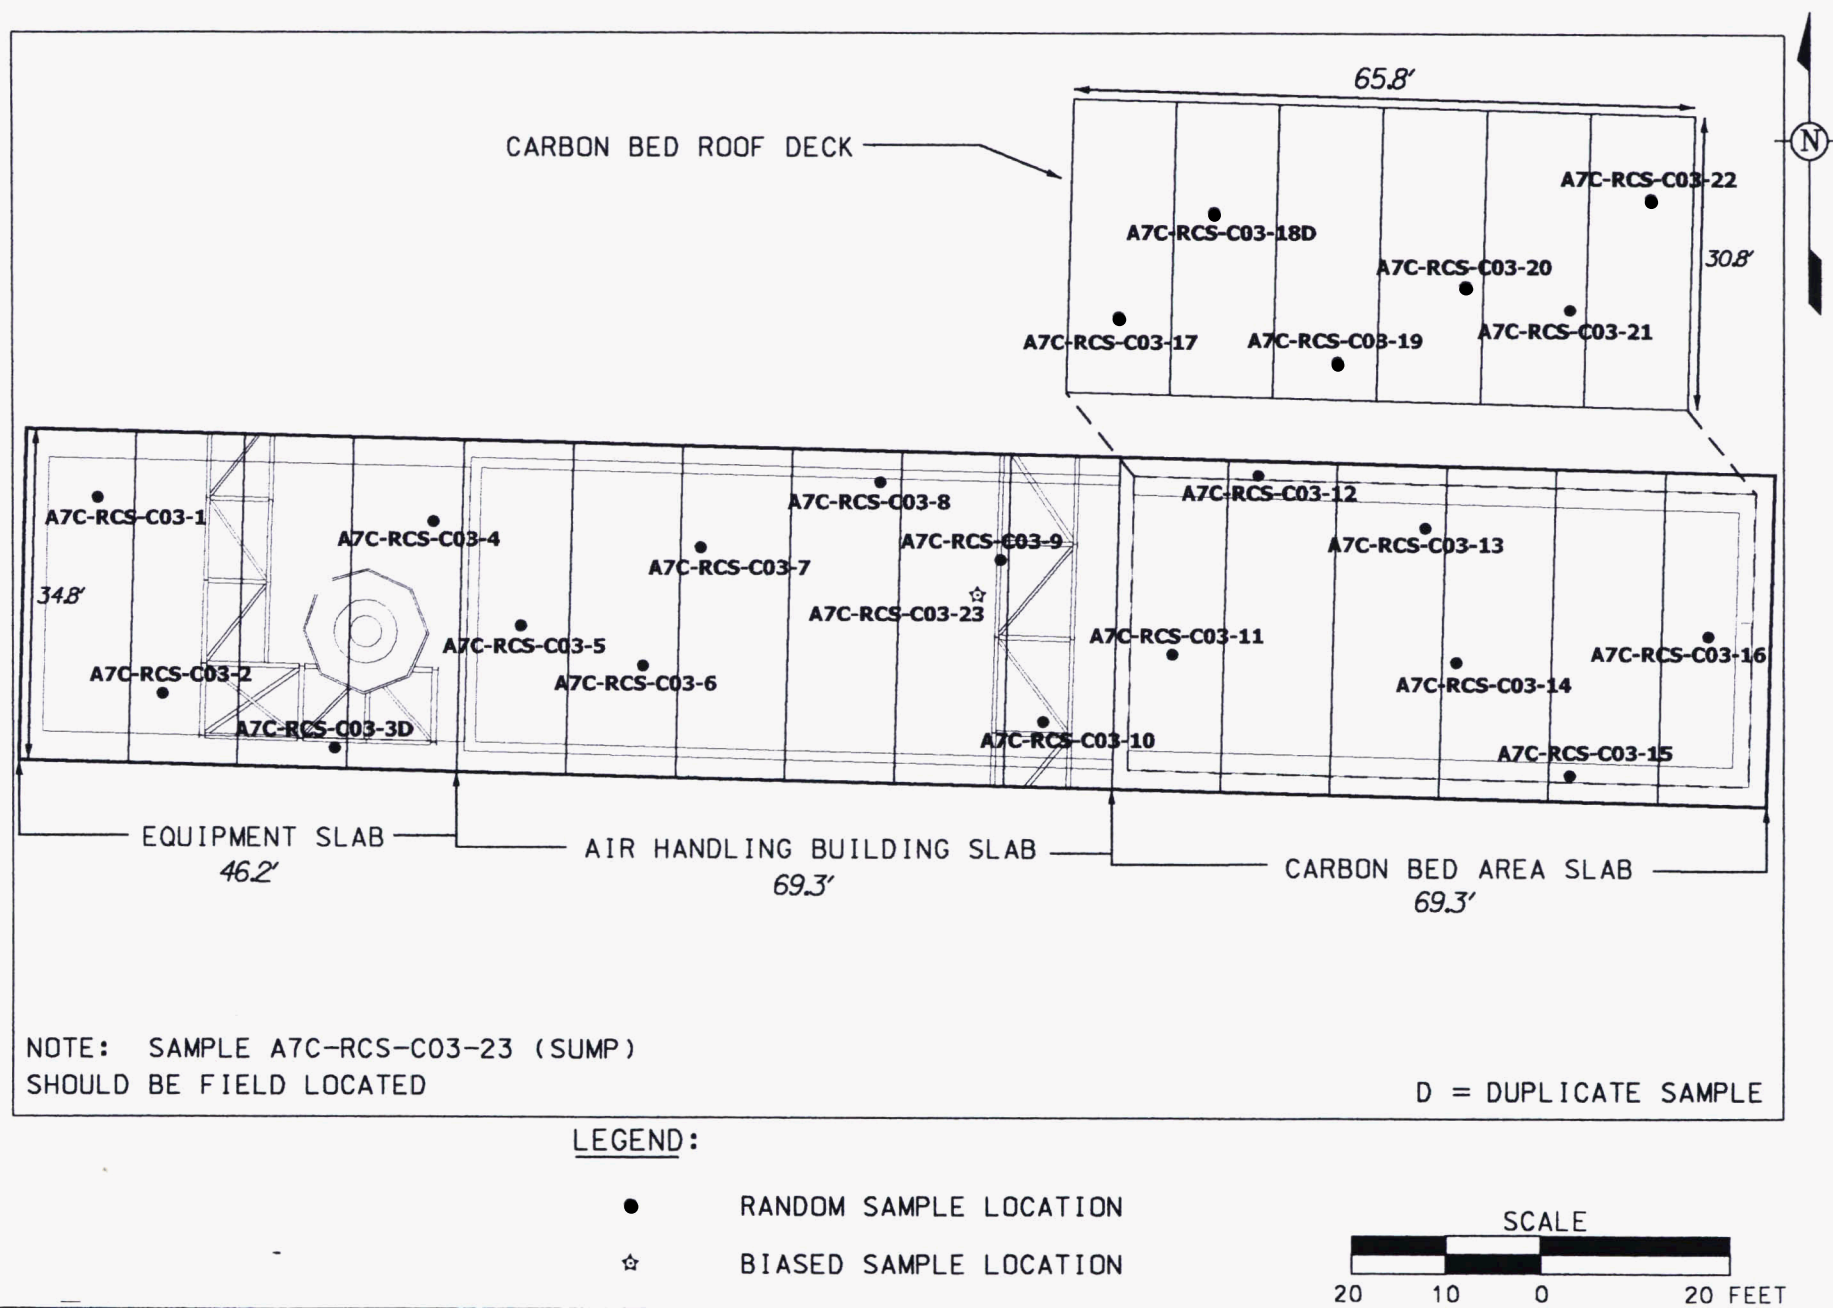 65.8'
CARBON BED ROOF DECK
N
A7C-RCS-C03-22
A7C-RCS-C03-18D
30.8'
A7C-RCS-C03-20
A7C-RCS-C03-21
A7C-RCS-C03-17
A7C-RCS-C03-19
A7C-RCS-C03-8
A7C-RCS-C03-12
A7C-RCS-C03-1
A7C-RCS-C03-4
A7C-RCS-C03-9
A7C-RCS-C03-13
A7C-RCS-C03-7
34.8'
A7C-RCS-C03-23
A7C-RCS-C03-11
A7C-RCS-C03-5
A7C-RCS-C03-16
A7C-RCS-C03-2
A7C-RCS-C03-6
A7C-RCS-C03-14
A7C-RCS-C03-3D
A7C-RCS-C03-10
A7C-RCS-C03-15
EQUIPMENT SLAB
46.2'
AIR HANDLING BUILDING SLAB
69.3'
CARBON BED AREA SLAB
69.3'
NOTE: SAMPLE A7C-RCS-C03-23 (SUMP)
SHOULD BE FIELD LOCATED
D = DUPLICATE SAMPLE
LEGEND:
RANDOM SAMPLE LOCATION
BIASED SAMPLE LOCATION
SCALE
20 10 0 20 FEET